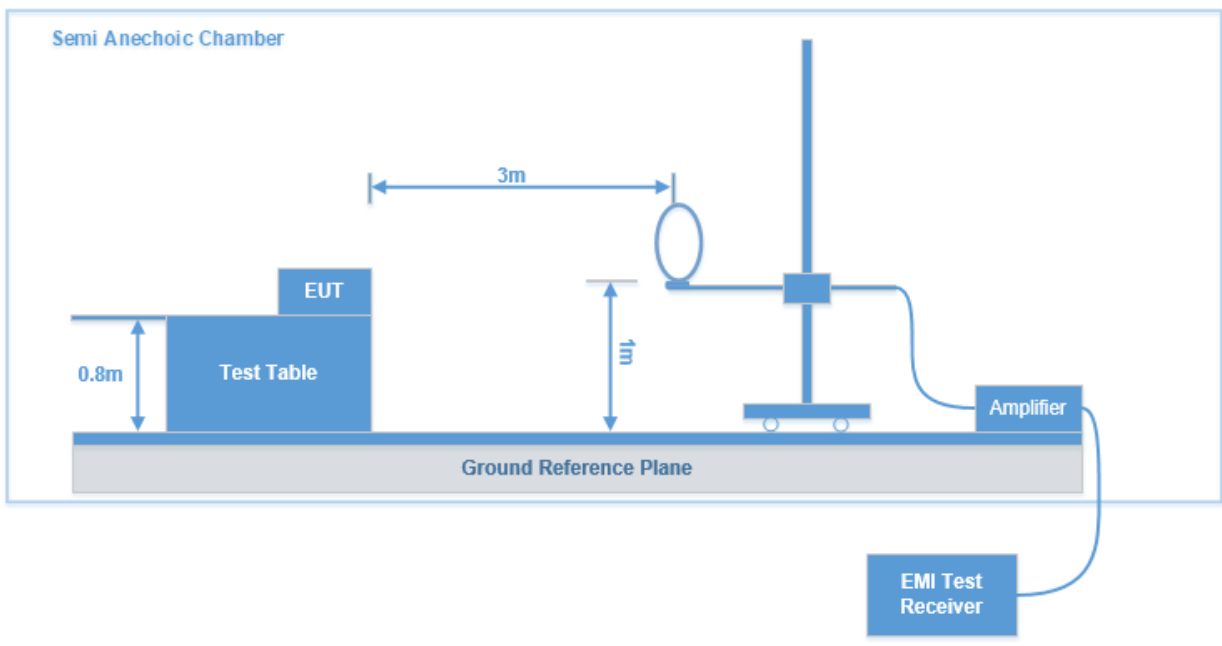 Semi Anechoic Chamber
3m
EUT
1m
0.8m
Test Table
Amplifier
Ground Reference Plane
EMI Test
Receiver